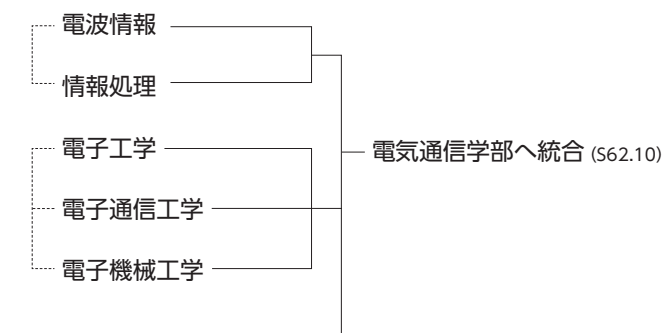 電波情報
情報処理
電子工学
電気通信学部へ統合 (S62.10)
電子通信工学
電子機械工学